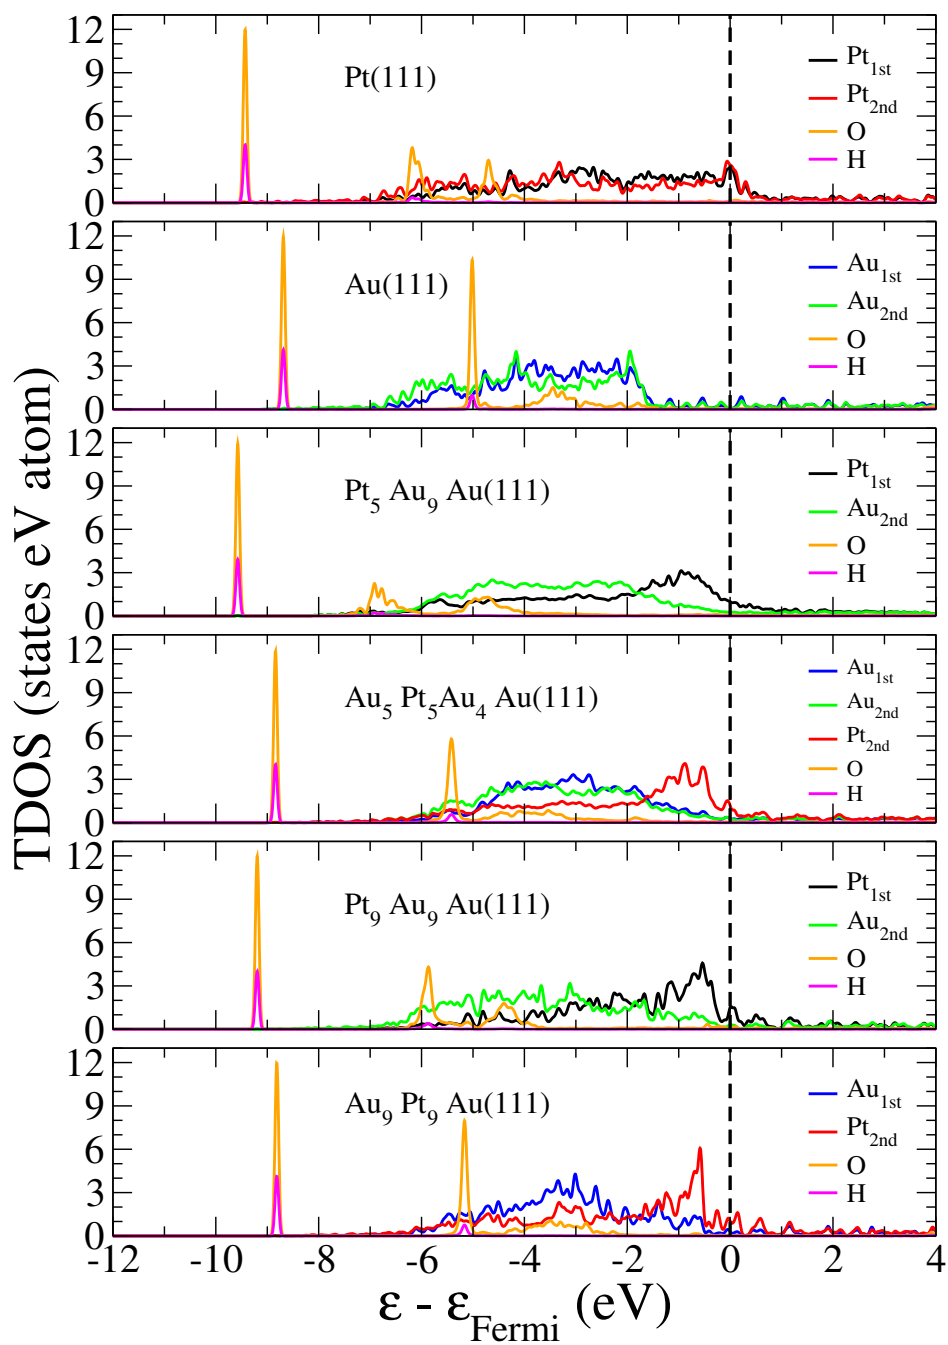 TDOS (states eV atom)
12
9
6
3
0
Pt(111)
Pt1st
Pt2nd
O
H
12
9
6
3
0
Au(111)
Au1st
Au2nd
O
H
12
9
6
3
0
Pt5 Au9 Au(111)
Pt1st
Au2nd
O
H
12
9
6
3
0
Au5 Pt5Au4 Au(111)
Au1st
Au2nd
Pt2nd
O
H
12
9
6
3
0
Pt9 Au9 Au(111)
Pt1st
Au2nd
O
H
12
9
6
3
0
Au9 Pt9 Au(111)
Au1st
Pt2nd
O
H
-12 -10 -8 -6 -4 -2 0 2 4
ε - εFermi (eV)